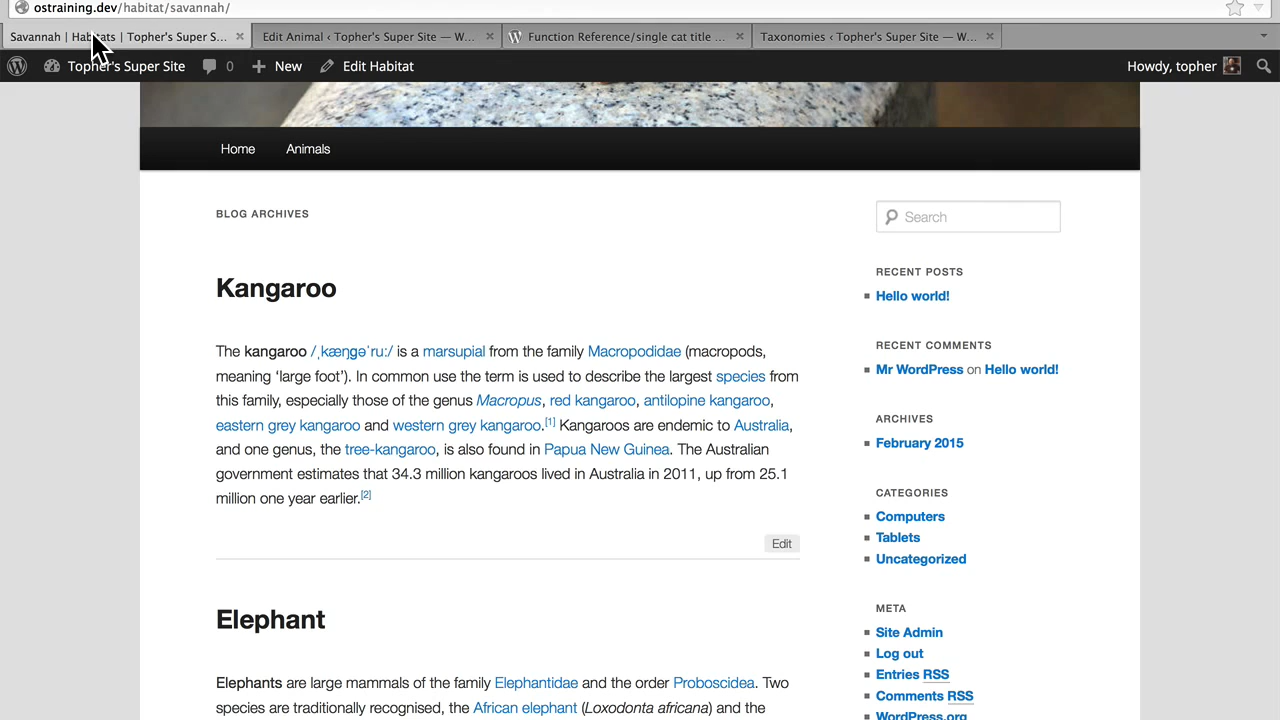 ostraining.dev/habitat/savannah/
Savannah | Habitats | Topher's Super S... Edit Animal ‹ Topher's Super Site — W... Function Reference/single cat title ... Taxonomies ‹ Topher's Super Site — W...
Topher's Super Site 0 New Edit Habitat Howdy, topher
Home Animals
BLOG ARCHIVES
Search
Kangaroo
The kangaroo /ˌkæŋɡəˈruː/ is a marsupial from the family Macropodidae (macropods,
meaning ‘large foot’). In common use the term is used to describe the largest species from
this family, especially those of the genus Macropus, red kangaroo, antilopine kangaroo,
eastern grey kangaroo and western grey kangaroo.[1] Kangaroos are endemic to Australia,
and one genus, the tree-kangaroo, is also found in Papua New Guinea. The Australian
government estimates that 34.3 million kangaroos lived in Australia in 2011, up from 25.1
million one year earlier.[2]
Edit
Elephant
Elephants are large mammals of the family Elephantidae and the order Proboscidea. Two
species are traditionally recognised, the African elephant (Loxodonta africana) and the
RECENT POSTS
Hello world!
RECENT COMMENTS
Mr WordPress on Hello world!
ARCHIVES
February 2015
CATEGORIES
Computers
Tablets
Uncategorized
META
Site Admin
Log out
Entries RSS
Comments RSS
WordPress.org